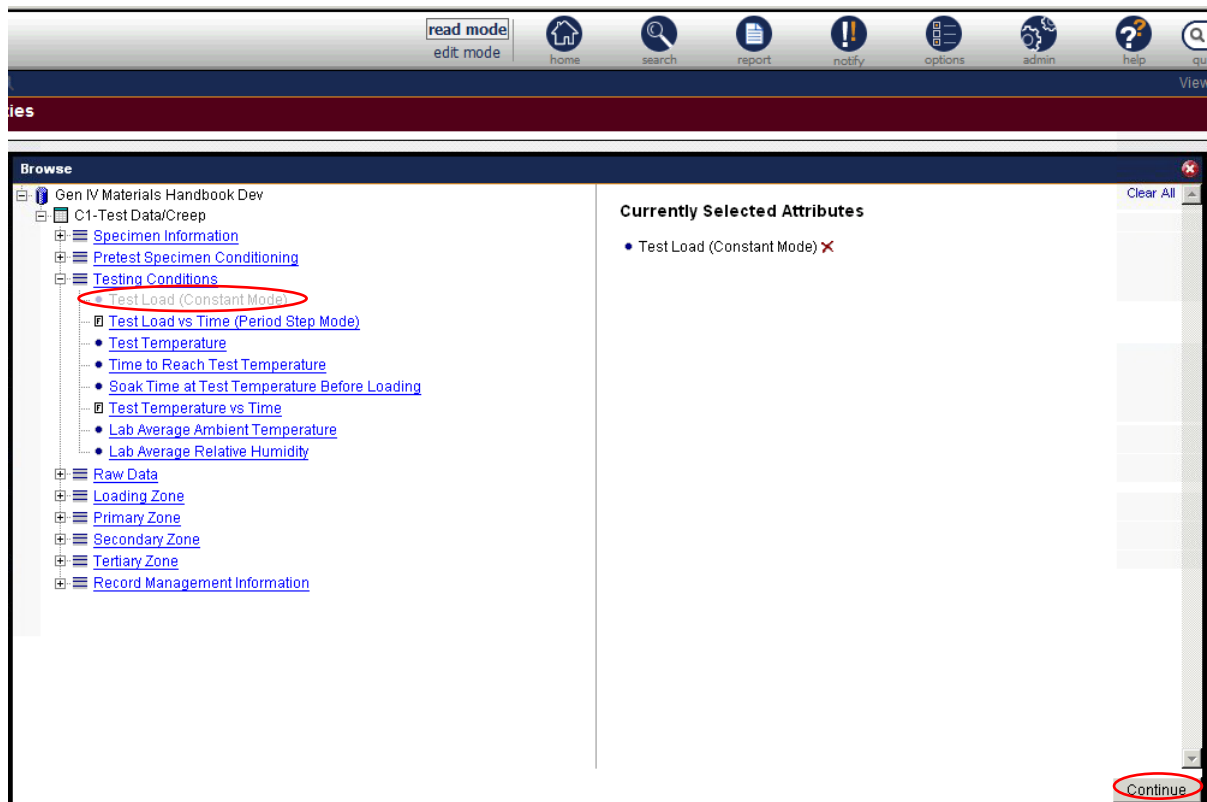 read mode
edit mode
home
search
report
notify
options
admin
help
qu
View
ties
Browse
Gen IV Materials Handbook Dev
C1-Test Data/Creep
Specimen Information
Pretest Specimen Conditioning
Testing Conditions
Test Load (Constant Mode)
F Test Load vs Time (Period Step Mode)
Test Temperature
Time to Reach Test Temperature
Soak Time at Test Temperature Before Loading
F Test Temperature vs Time
Lab Average Ambient Temperature
Lab Average Relative Humidity
Raw Data
Loading Zone
Primary Zone
Secondary Zone
Tertiary Zone
Record Management Information
Clear All
Currently Selected Attributes
• Test Load (Constant Mode)
Continue